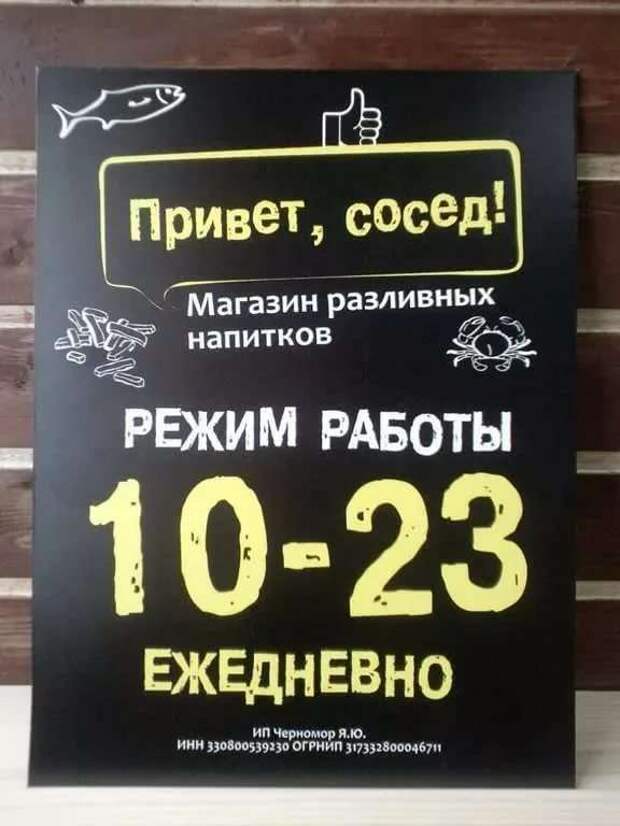 Привет, сосед!
Магазин разливных
напитков
РЕЖИМ РАБОТЫ
10-23
ЕЖЕДНЕВНО
ИП Черномор Я.Ю.
ИНН 330800539230 ОГРНИП 317332800046711